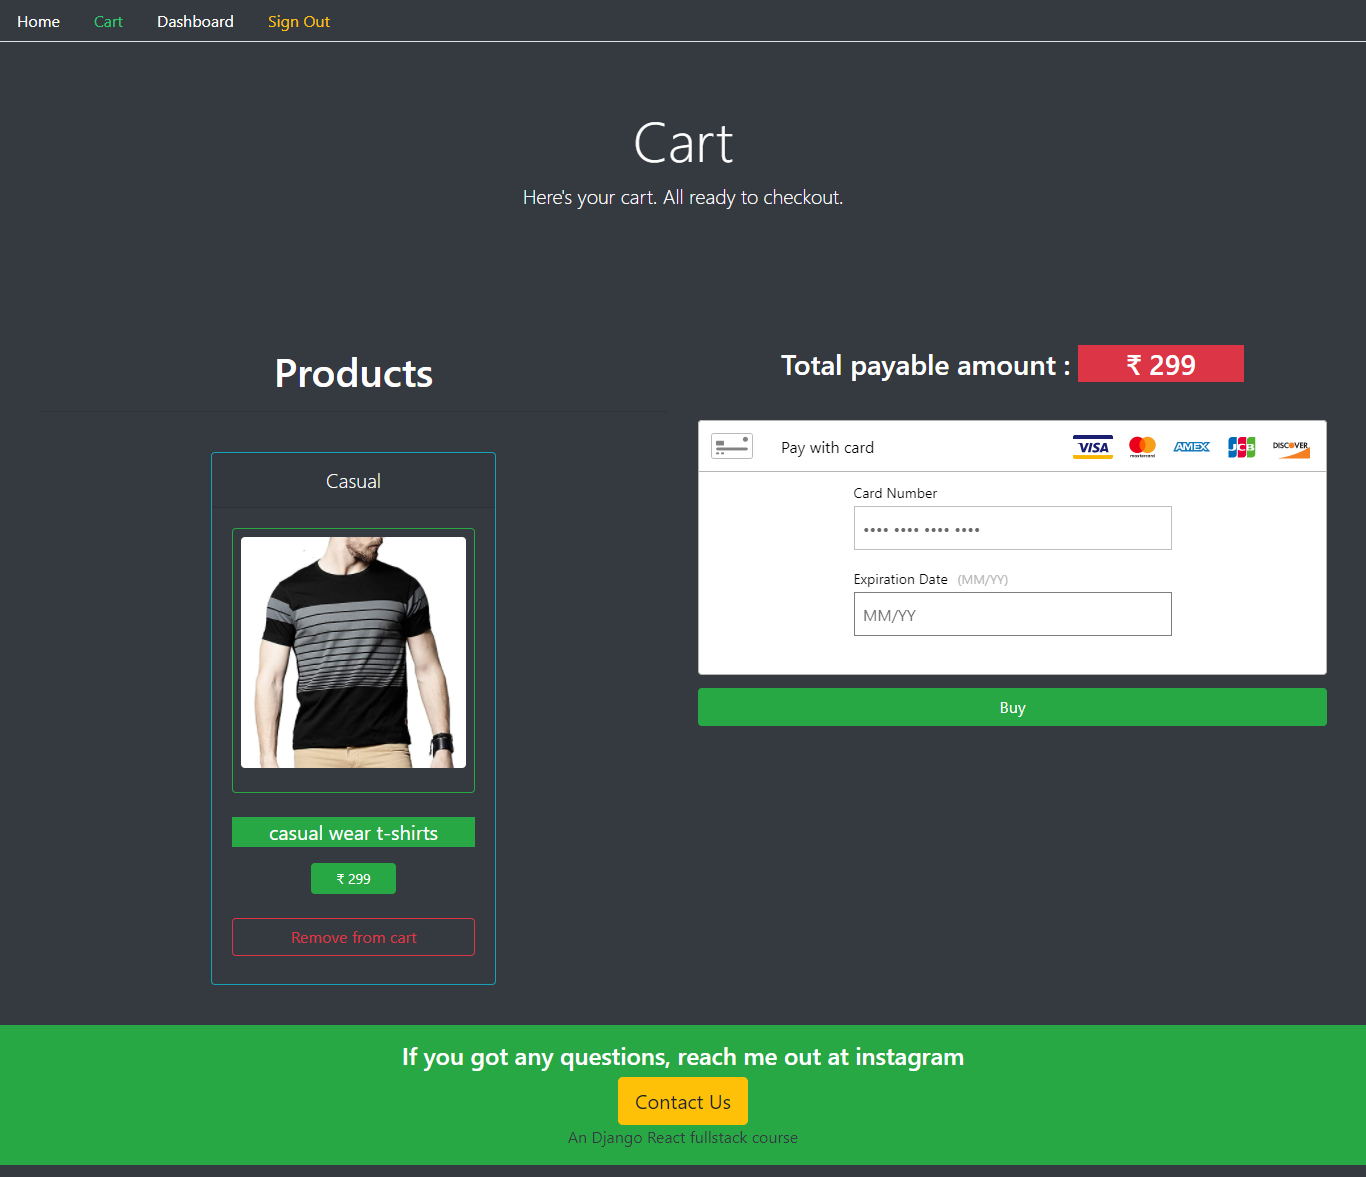 Home Cart Dashboard Sign Out
Cart
Here's your cart. All ready to checkout.
Products
Casual
casual wear t-shirts
₹ 299
Remove from cart
Total payable amount : ₹ 299
Pay with card VISA mastercard AMEX JCB DISCOVER
Card Number
•••• •••• •••• ••••
Expiration Date (MM/YY)
MM/YY
Buy
If you got any questions, reach me out at instagram
Contact Us
An Django React fullstack course